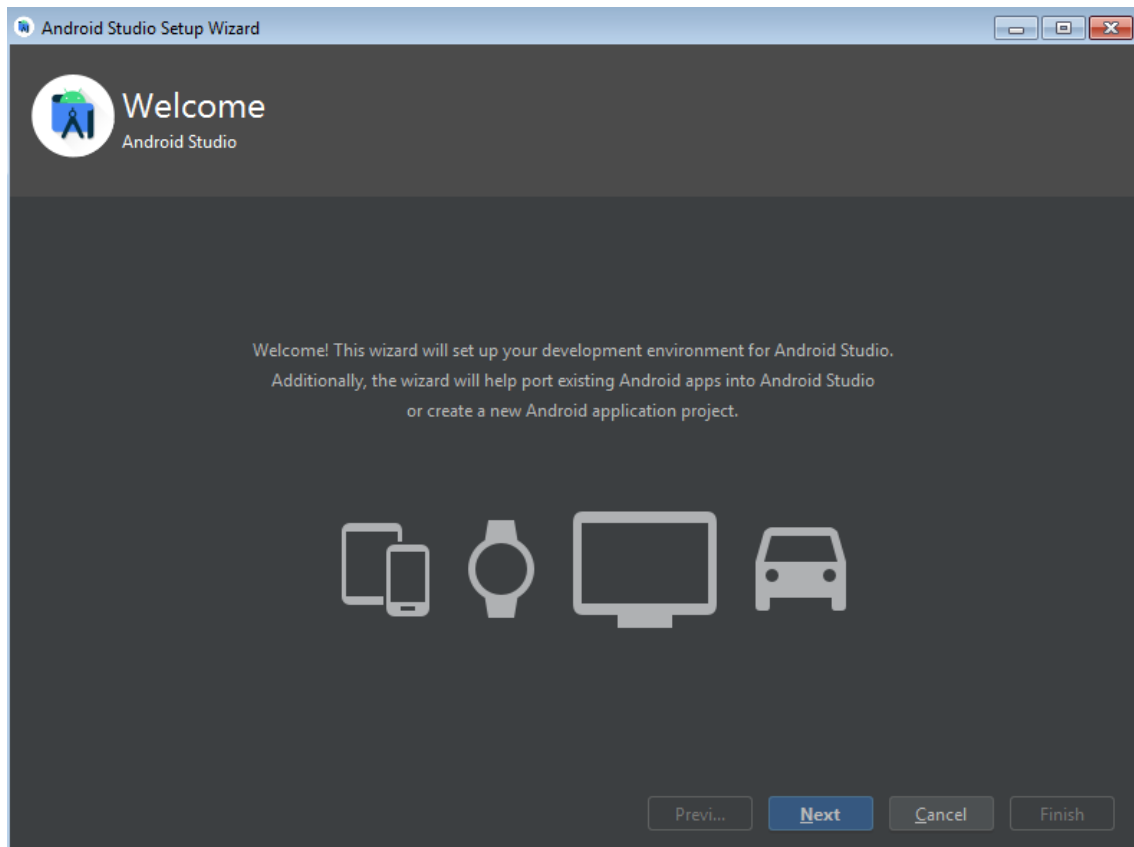 Android Studio Setup Wizard
Welcome
Android Studio
Welcome! This wizard will set up your development environment for Android Studio.
Additionally, the wizard will help port existing Android apps into Android Studio
or create a new Android application project.
Previ... Next Cancel Finish